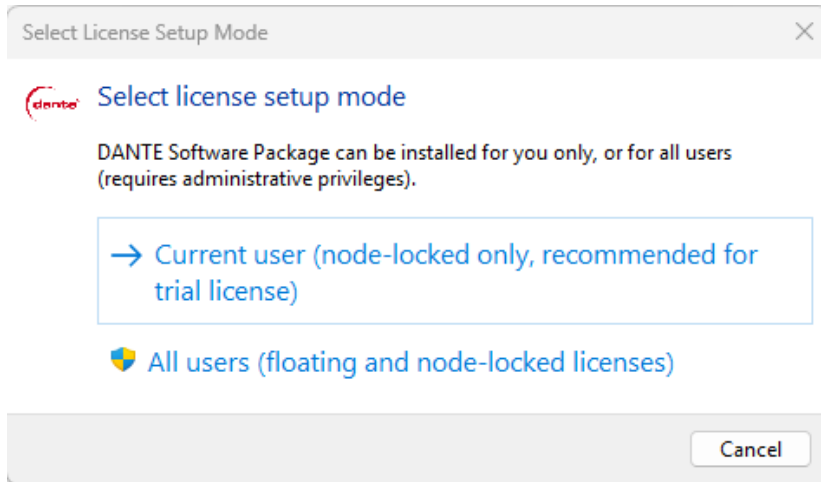 Select License Setup Mode
dante
Select license setup mode
DANTE Software Package can be installed for you only, or for all users
(requires administrative privileges).
Current user (node-locked only, recommended for
trial license)
All users (floating and node-locked licenses)
Cancel